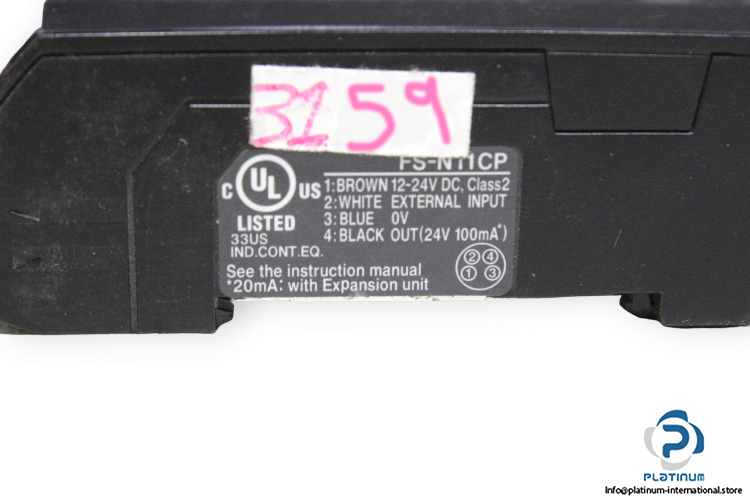 3159
FS-N11CP
C UL US
LISTED
33US
IND.CONT.EQ.
1:BROWN 12-24V DC, Class2
2:WHITE EXTERNAL INPUT
3:BLUE 0V
4:BLACK OUT(24V 100mA*)
See the instruction manual
*20mA: with Expansion unit
2 4
1 3
PLATINUM
Info@platinum-international.store